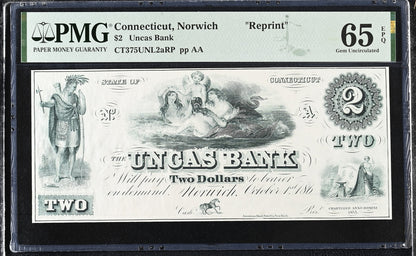 PMG
PAPER MONEY GUARANTY
Connecticut, Norwich "Reprint"
$2 Uncas Bank
CT375UNL2aRP pp AA
65 EPQ
Gem Uncirculated
STATE OF CONNECTICUT
No A
2
TWO
THE UNCAS BANK
Will pay Two Dollars to bearer
on demand. Norwich, October 1st 186
TWO
Cash.r Pres.t